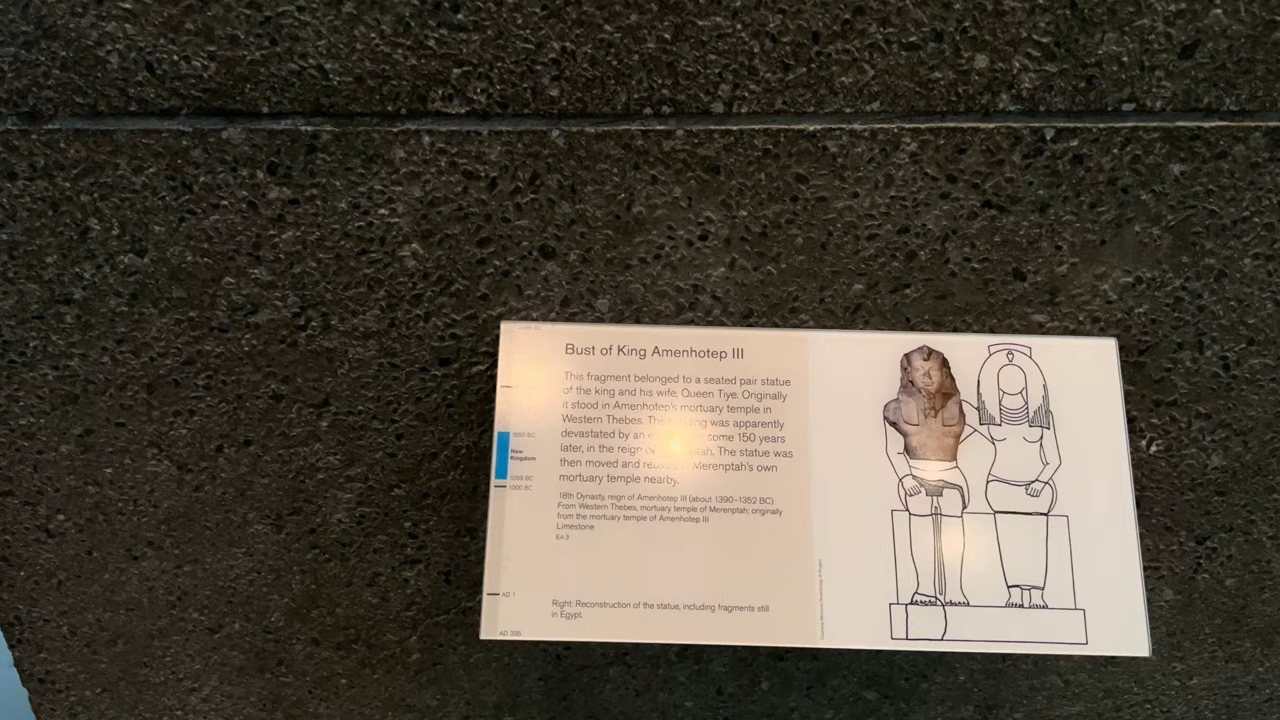 Bust of King Amenhotep III
This fragment belonged to a seated pair statue
of the king and his wife, Queen Tiye. Originally
it stood in Amenhotep's mortuary temple in
Western Thebes. The was apparently
devastated by an some 150 years
later, in the reign of The statue was
then moved and Merenptah's own
mortuary temple nearby.
18th Dynasty, reign of Amenhotep III (about 1390–1352 BC)
From Western Thebes, mortuary temple of Merenptah; originally
from the mortuary temple of Amenhotep III
Limestone
EA 3
Right: Reconstruction of the statue, including fragments still
in Egypt.
New
Kingdom
1069 BC
1000 BC
AD 1
AD 395